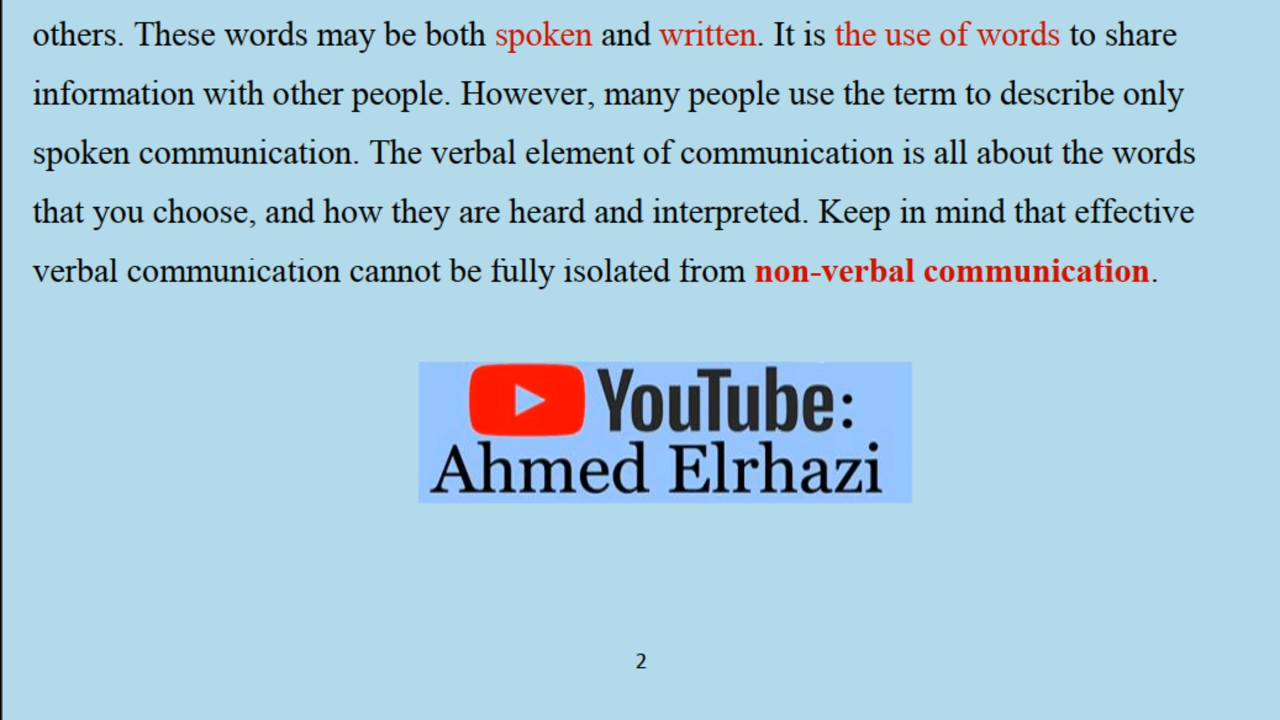 others. These words may be both spoken and written. It is the use of words to share
information with other people. However, many people use the term to describe only
spoken communication. The verbal element of communication is all about the words
that you choose, and how they are heard and interpreted. Keep in mind that effective
verbal communication cannot be fully isolated from non-verbal communication.
YouTube:
Ahmed Elrhazi
2